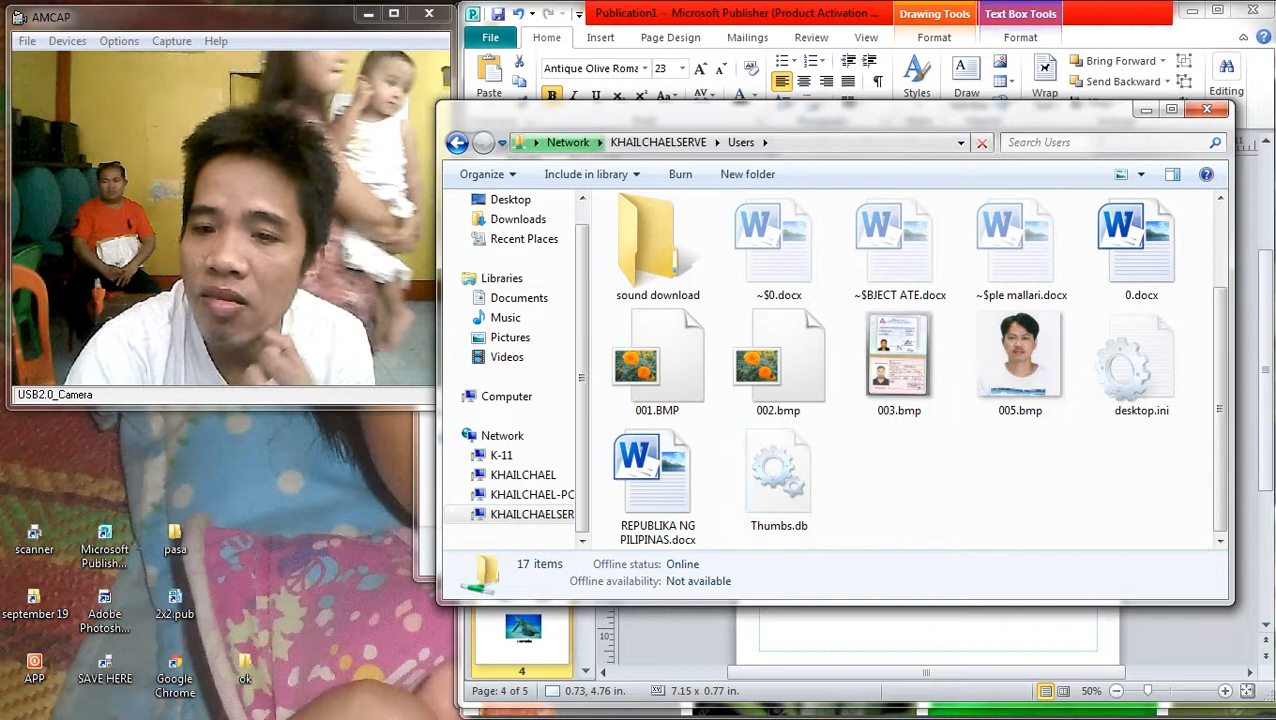 AMCAP
File Devices Options Capture Help
USB2.0_Camera
scanner
Microsoft
Publish...
pasa
september 19
Adobe
Photosh...
2x2.pub
APP
SAVE HERE
Google
Chrome
ok
Publication1 - Microsoft Publisher (Product Activation ...
Drawing Tools
Text Box Tools
File Home Insert Page Design Mailings Review View Format Format
Paste
Antique Olive Roma
23
Styles
Draw
Wrap
Bring Forward
Send Backward
Editing
Network KHAILCHAELSERVE Users
Search Users
Organize Include in library Burn New folder
Desktop
Downloads
Recent Places
Libraries
Documents
Music
Pictures
Videos
Computer
Network
K-11
KHAILCHAEL
KHAILCHAEL-PC
KHAILCHAELSER
sound download
~$0.docx
~$BJECT ATE.docx
~$ple mallari.docx
0.docx
001.BMP
002.bmp
003.bmp
005.bmp
desktop.ini
REPUBLIKA NG
PILIPINAS.docx
Thumbs.db
17 items
Offline status: Online
Offline availability: Not available
4
10
Page: 4 of 5
0.73, 4.76 in.
7.15 x 0.77 in.
50%